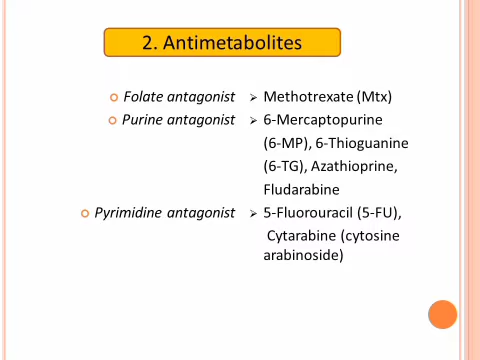 2. Antimetabolites
Folate antagonist ➢ Methotrexate (Mtx)
Purine antagonist ➢ 6-Mercaptopurine
(6-MP), 6-Thioguanine
(6-TG), Azathioprine,
Fludarabine
Pyrimidine antagonist ➢ 5-Fluorouracil (5-FU),
Cytarabine (cytosine
arabinoside)